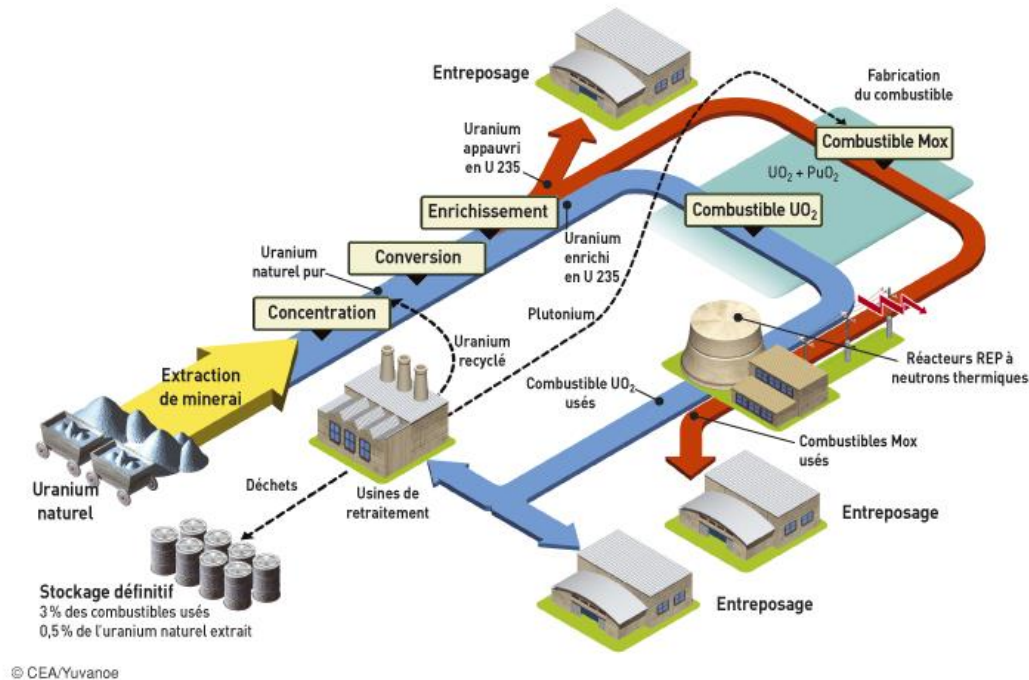 Entreposage
Fabrication
du combustible
Uranium
appauvri
en U 235
Combustible Mox
UO₂ + PuO₂
Enrichissement
Combustible UO₂
Uranium
enrichi
en U 235
Conversion
Uranium
naturel pur
Concentration
Plutonium
Uranium
recyclé
Réacteurs REP à
neutrons thermiques
Extraction
de minerai
Combustible UO₂
usés
Combustibles Mox
usés
Uranium
naturel
Déchets
Usines de
retraitement
Entreposage
Stockage définitif
3 % des combustibles usés
0,5 % de l'uranium naturel extrait
Entreposage
© CEA/Yuvanoe